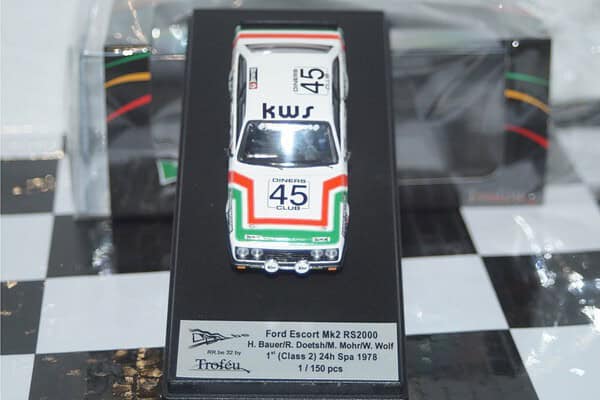 45
DINERS
CLUB
KWS
DINERS
45
CLUB
Ford Escort Mk2 RS2000
H. Bauer/R. Doetsh/M. Mohr/W. Wolf
1st (Class 2) 24h Spa 1978
1 / 150 pcs
RR.be 32 by
Troféu